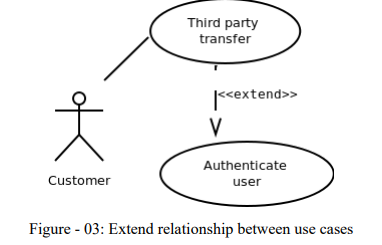 Third party
transfer
<<extend>>
Authenticate
user
Customer
Figure - 03: Extend relationship between use cases